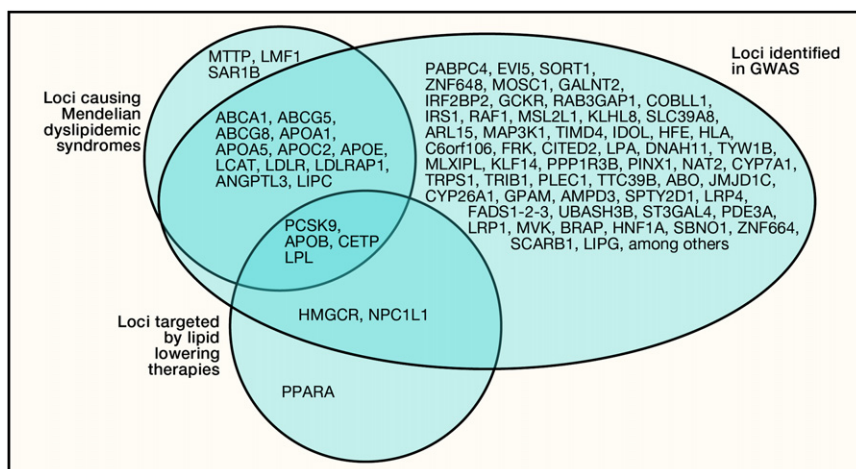 MTTP, LMF1
SAR1B
Loci causing
Mendelian
dyslipidemic
syndromes
ABCA1, ABCG5,
ABCG8, APOA1,
APOA5, APOC2, APOE,
LCAT, LDLR, LDLRAP1,
ANGPTL3, LIPC
PCSK9,
APOB, CETP
LPL
Loci identified
in GWAS
PABPC4, EVI5, SORT1,
ZNF648, MOSC1, GALNT2,
IRF2BP2, GCKR, RAB3GAP1, COBLL1,
IRS1, RAF1, MSL2L1, KLHL8, SLC39A8,
ARL15, MAP3K1, TIMD4, IDOL, HFE, HLA,
C6orf106, FRK, CITED2, LPA, DNAH11, TYW1B,
MLXIPL, KLF14, PPP1R3B, PINX1, NAT2, CYP7A1,
TRPS1, TRIB1, PLEC1, TTC39B, ABO, JMJD1C,
CYP26A1, GPAM, AMPD3, SPTY2D1, LRP4,
FADS1-2-3, UBASH3B, ST3GAL4, PDE3A,
LRP1, MVK, BRAP, HNF1A, SBNO1, ZNF664,
SCARB1, LIPG, among others
Loci targeted
by lipid
lowering
therapies
HMGCR, NPC1L1
PPARA